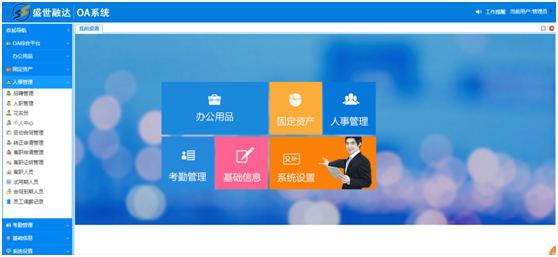 盛世融达 OA系统
工作提醒 当前用户:管理员
收起导航
我的桌面
OA综合平台
办公用品
固定资产
人事管理
招聘管理
入职管理
花名册
个人中心
劳动合同管理
转正申请管理
离职申请管理
离职证明管理
离职人员
试用期人员
合同到期人员
员工调薪记录
考勤管理
基础信息
系统设置
办公用品
固定资产
人事管理
考勤管理
基础信息
系统设置